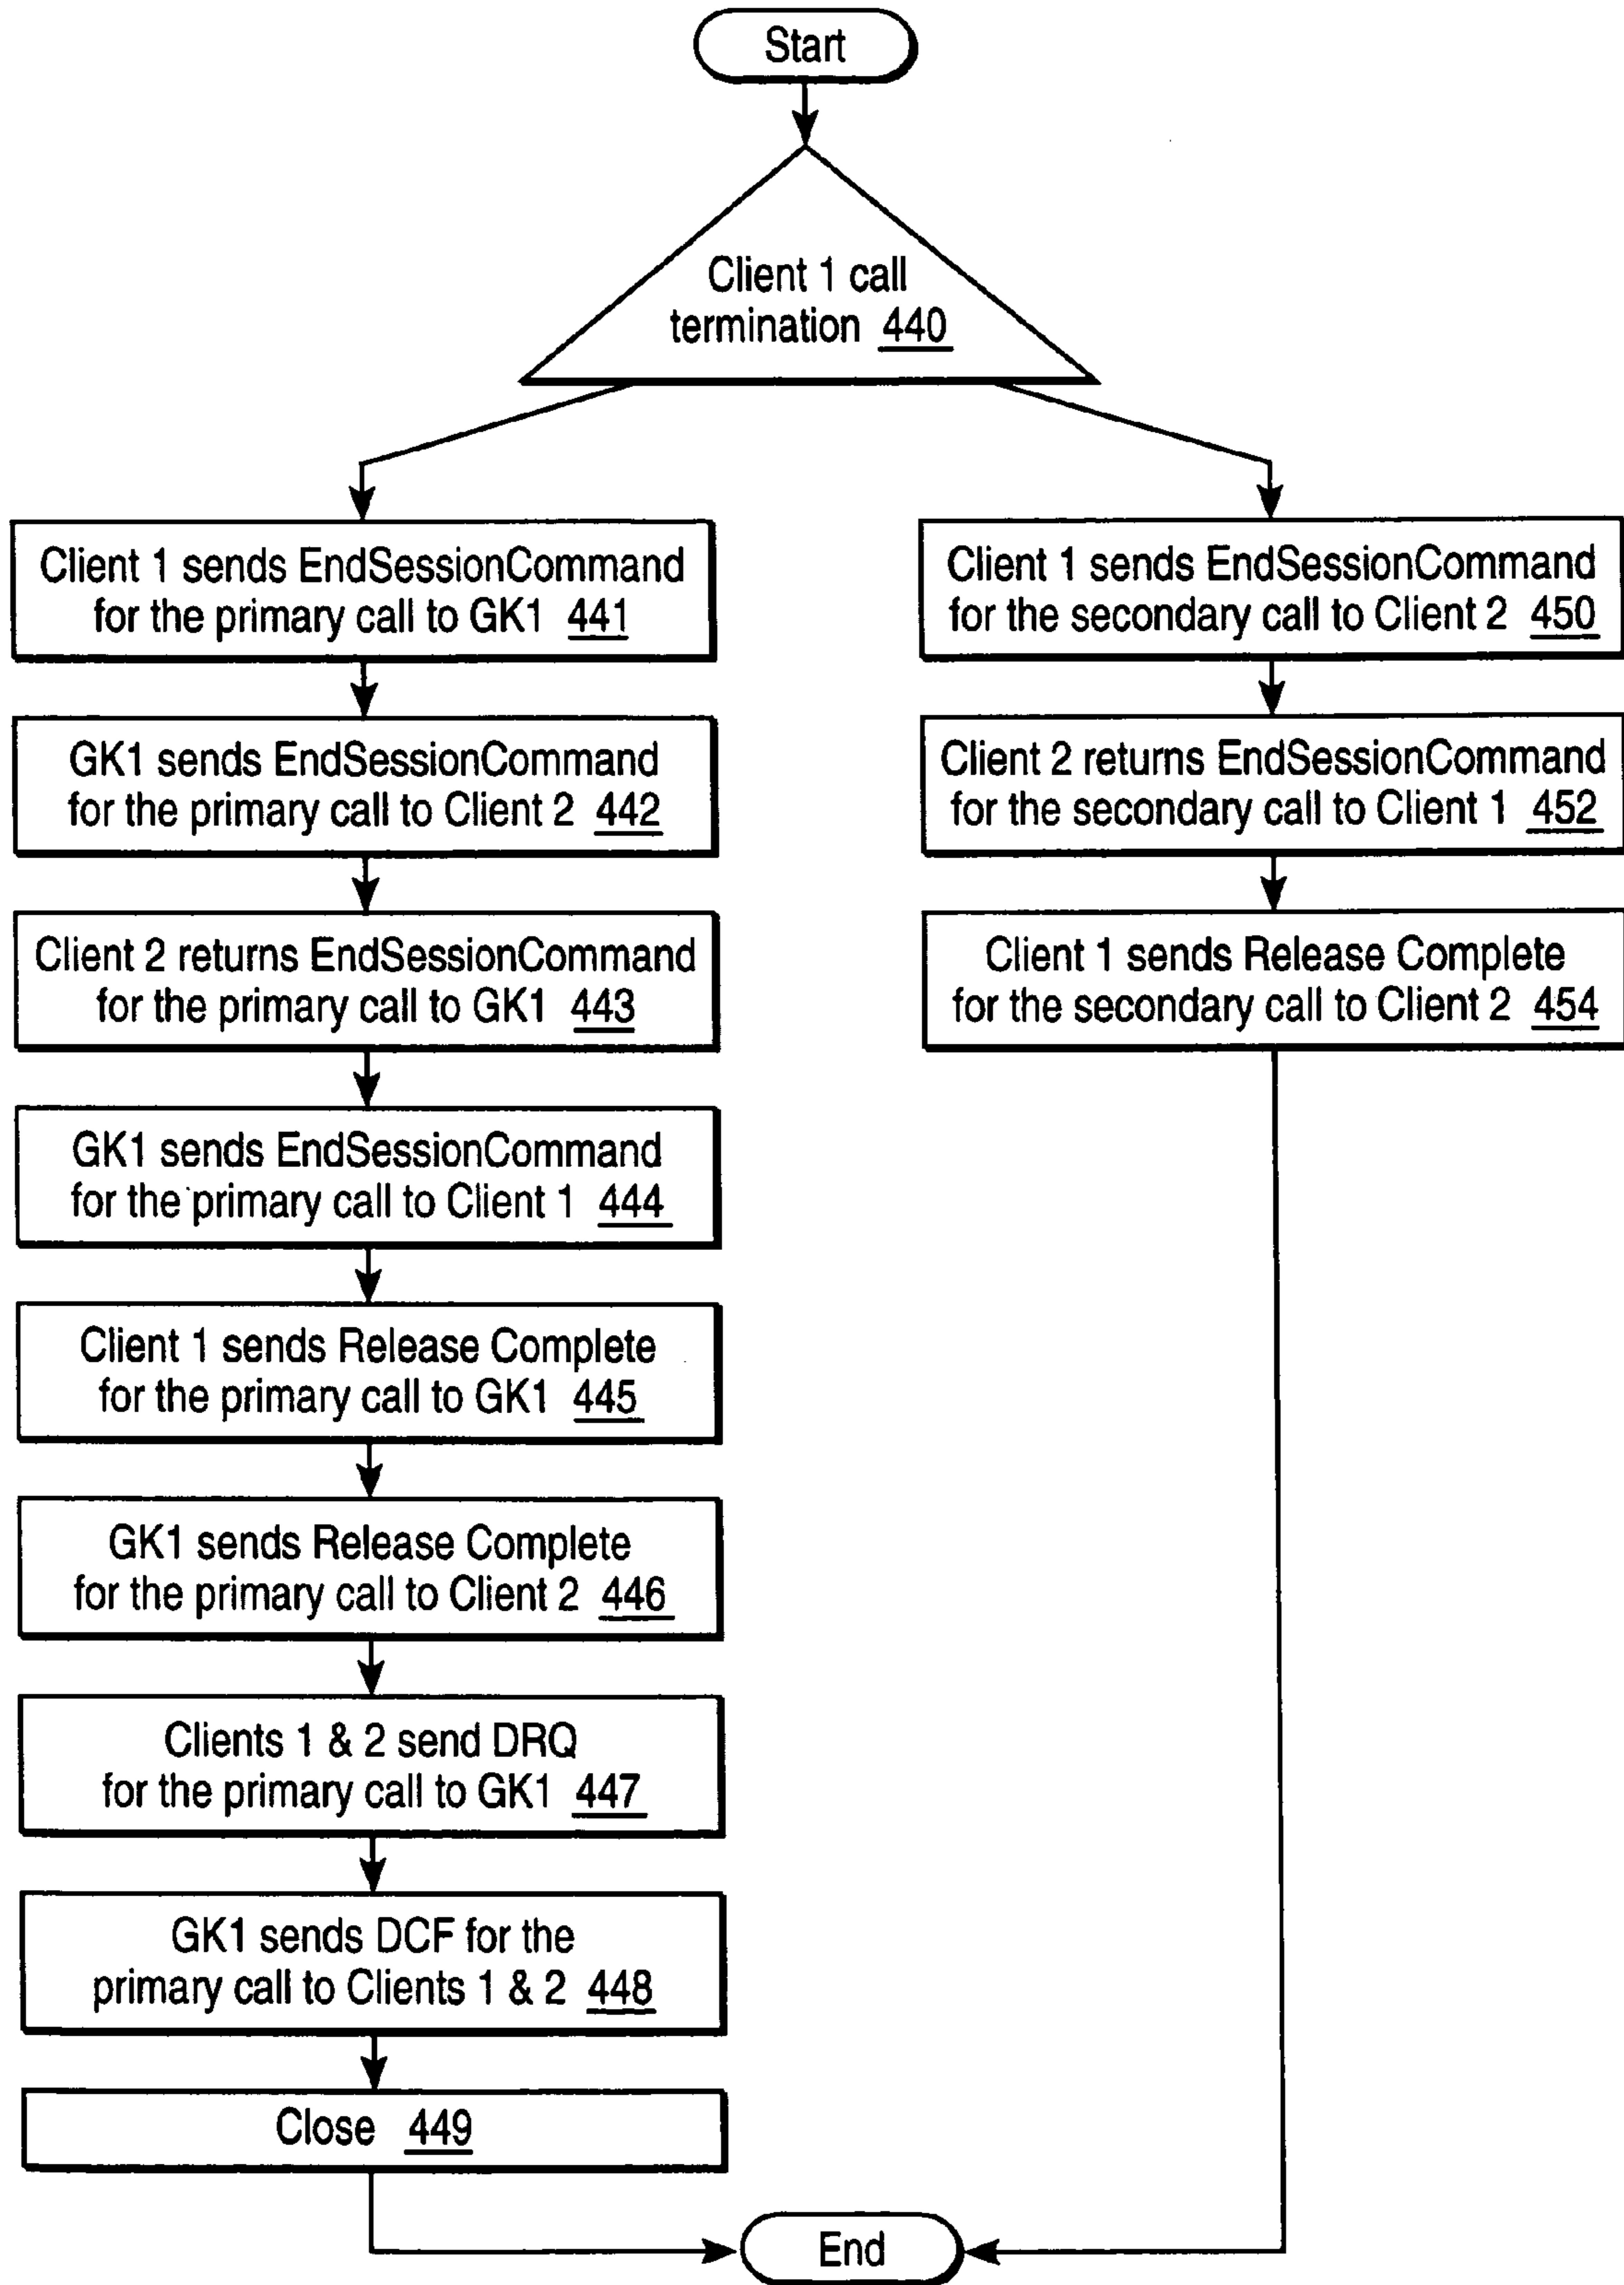 Start
Client 1 call
termination 440
Client 1 sends EndSessionCommand
for the primary call to GK1 441
GK1 sends EndSessionCommand
for the primary call to Client 2 442
Client 2 returns EndSessionCommand
for the primary call to GK1 443
GK1 sends EndSessionCommand
for the primary call to Client 1 444
Client 1 sends Release Complete
for the primary call to GK1 445
GK1 sends Release Complete
for the primary call to Client 2 446
Clients 1 & 2 send DRQ
for the primary call to GK1 447
GK1 sends DCF for the
primary call to Clients 1 & 2 448
Close 449
Client 1 sends EndSessionCommand
for the secondary call to Client 2 450
Client 2 returns EndSessionCommand
for the secondary call to Client 1 452
Client 1 sends Release Complete
for the secondary call to Client 2 454
End